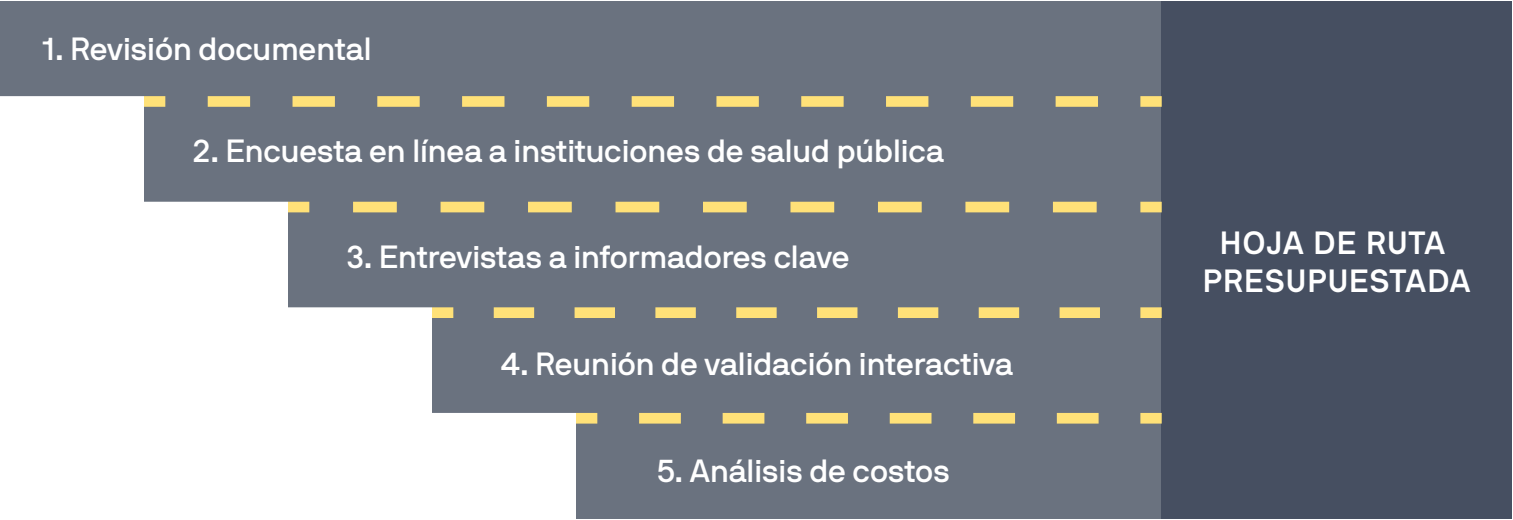 1. Revisión documental
2. Encuesta en línea a instituciones de salud pública
3. Entrevistas a informadores clave
4. Reunión de validación interactiva
5. Análisis de costos
HOJA DE RUTA
PRESUPUESTADA